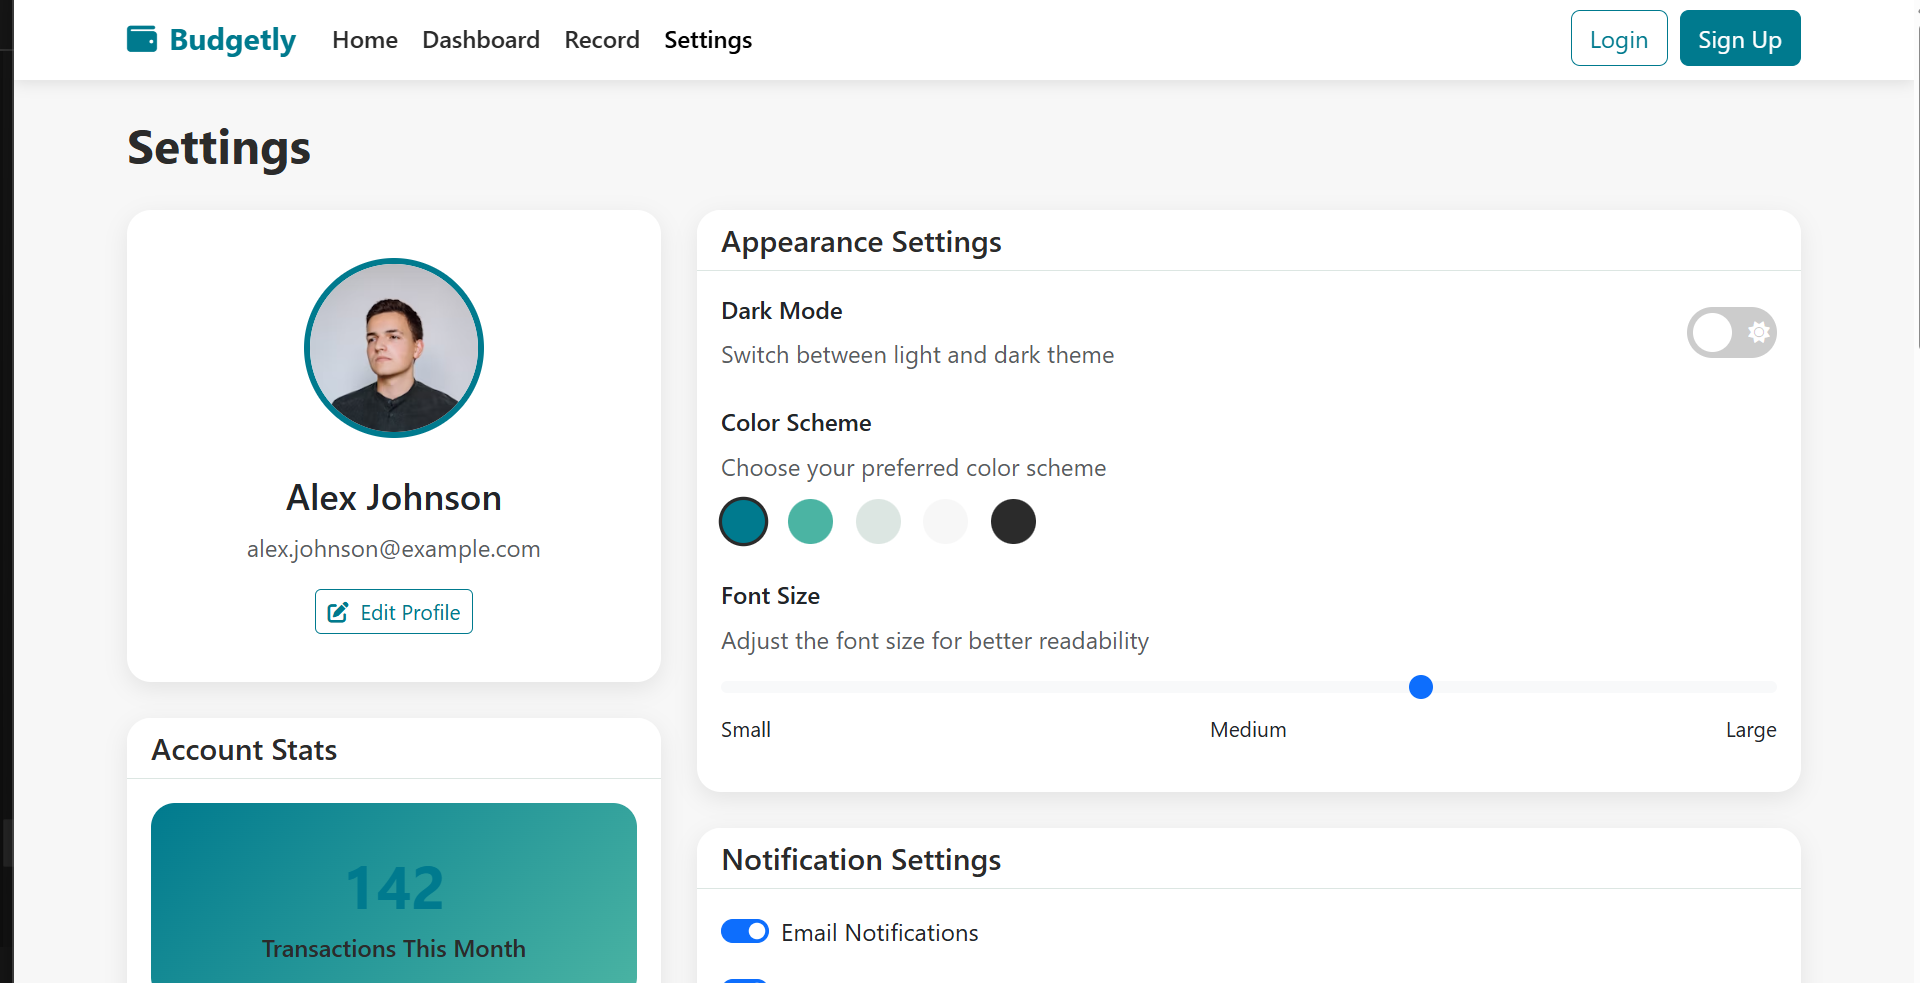 Budgetly Home Dashboard Record Settings Login Sign Up
Settings
Alex Johnson
alex.johnson@example.com
Edit Profile
Account Stats
142
Transactions This Month
Appearance Settings
Dark Mode
Switch between light and dark theme
Color Scheme
Choose your preferred color scheme
Font Size
Adjust the font size for better readability
Small Medium Large
Notification Settings
Email Notifications